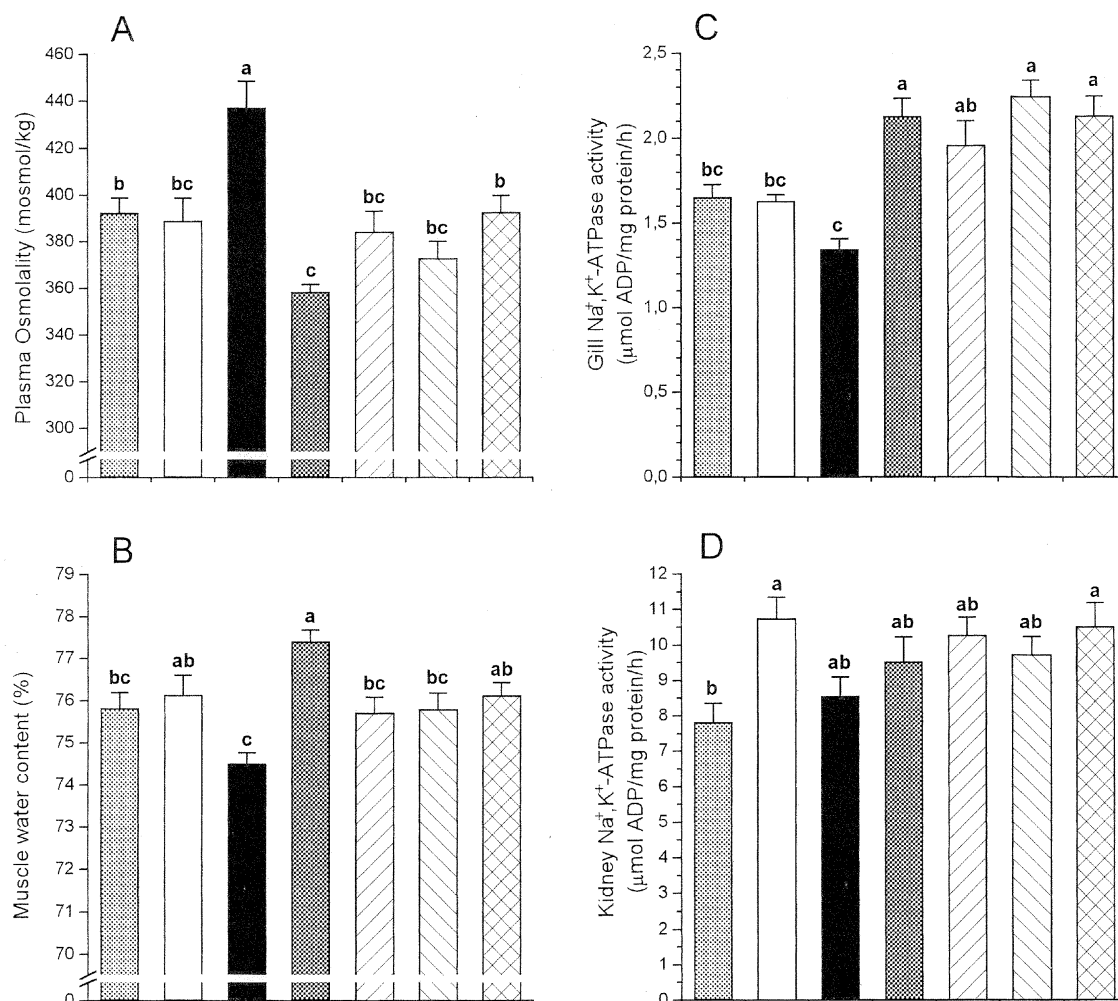 A
Plasma Osmolality (mosmol/kg)
460
440
420
400
380
360
340
320
300
0
b
bc
a
c
bc
bc
b
C
Gill Na⁺,K⁺-ATPase activity
(µmol ADP/mg protein/h)
2,5
2,0
1,5
1,0
0,5
0,0
bc
bc
c
a
ab
a
a
B
Muscle water content (%)
79
78
77
76
75
74
73
72
71
70
0
bc
ab
c
a
bc
bc
ab
D
Kidney Na⁺,K⁺-ATPase activity
(µmol ADP/mg protein/h)
12
11
10
9
8
7
6
5
4
3
2
1
0
b
a
ab
ab
ab
ab
a